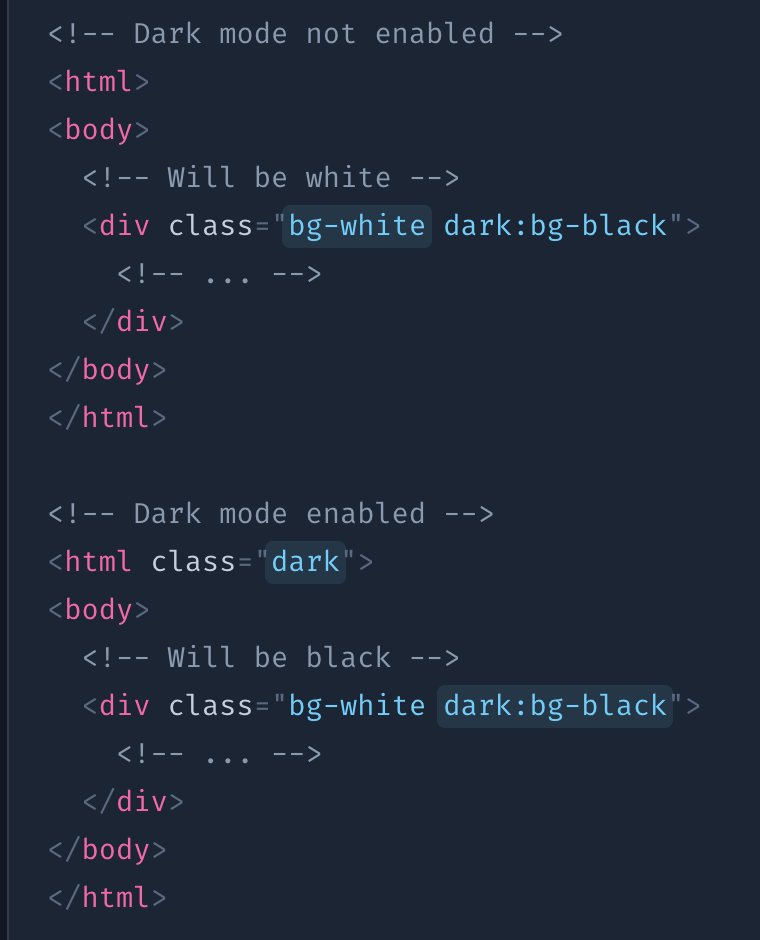 <!-- Dark mode not enabled -->
<html>
<body>
  <!-- Will be white -->
  <div class="bg-white dark:bg-black">
    <!-- ... -->
  </div>
</body>
</html>

<!-- Dark mode enabled -->
<html class="dark">
<body>
  <!-- Will be black -->
  <div class="bg-white dark:bg-black">
    <!-- ... -->
  </div>
</body>
</html>